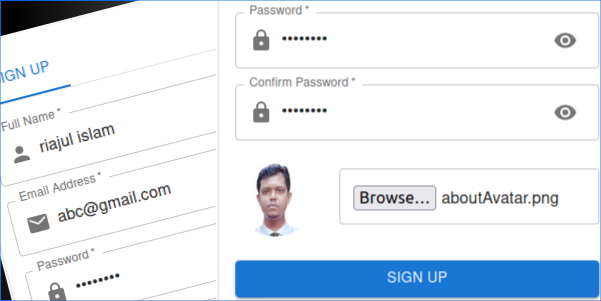 SIGN UP
Full Name *
riajul islam
Email Address *
abc@gmail.com
Password *
••••••••
Password *
••••••••
Confirm Password *
••••••••
Browse... aboutAvatar.png
SIGN UP